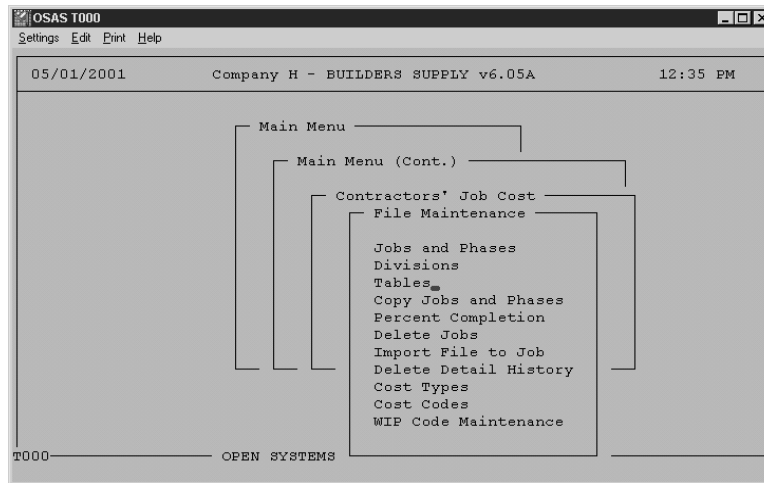 OSAS T000
Settings Edit Print Help
05/01/2001 Company H - BUILDERS SUPPLY v6.05A 12:35 PM
Main Menu
Main Menu (Cont.)
Contractors' Job Cost
File Maintenance
Jobs and Phases
Divisions
Tables
Copy Jobs and Phases
Percent Completion
Delete Jobs
Import File to Job
Delete Detail History
Cost Types
Cost Codes
WIP Code Maintenance
T000 OPEN SYSTEMS